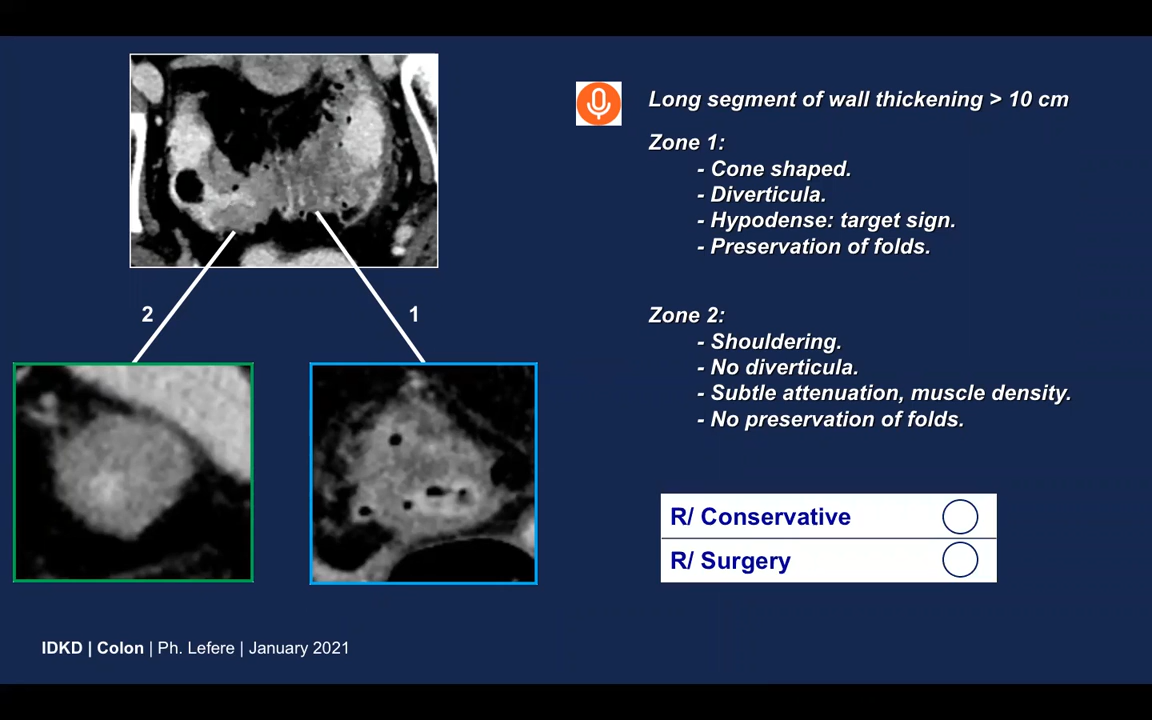 Long segment of wall thickening > 10 cm
Zone 1:
- Cone shaped.
- Diverticula.
- Hypodense: target sign.
- Preservation of folds.
2
1
Zone 2:
- Shouldering.
- No diverticula.
- Subtle attenuation, muscle density.
- No preservation of folds.
R/ Conservative
R/ Surgery
IDKD | Colon | Ph. Lefere | January 2021